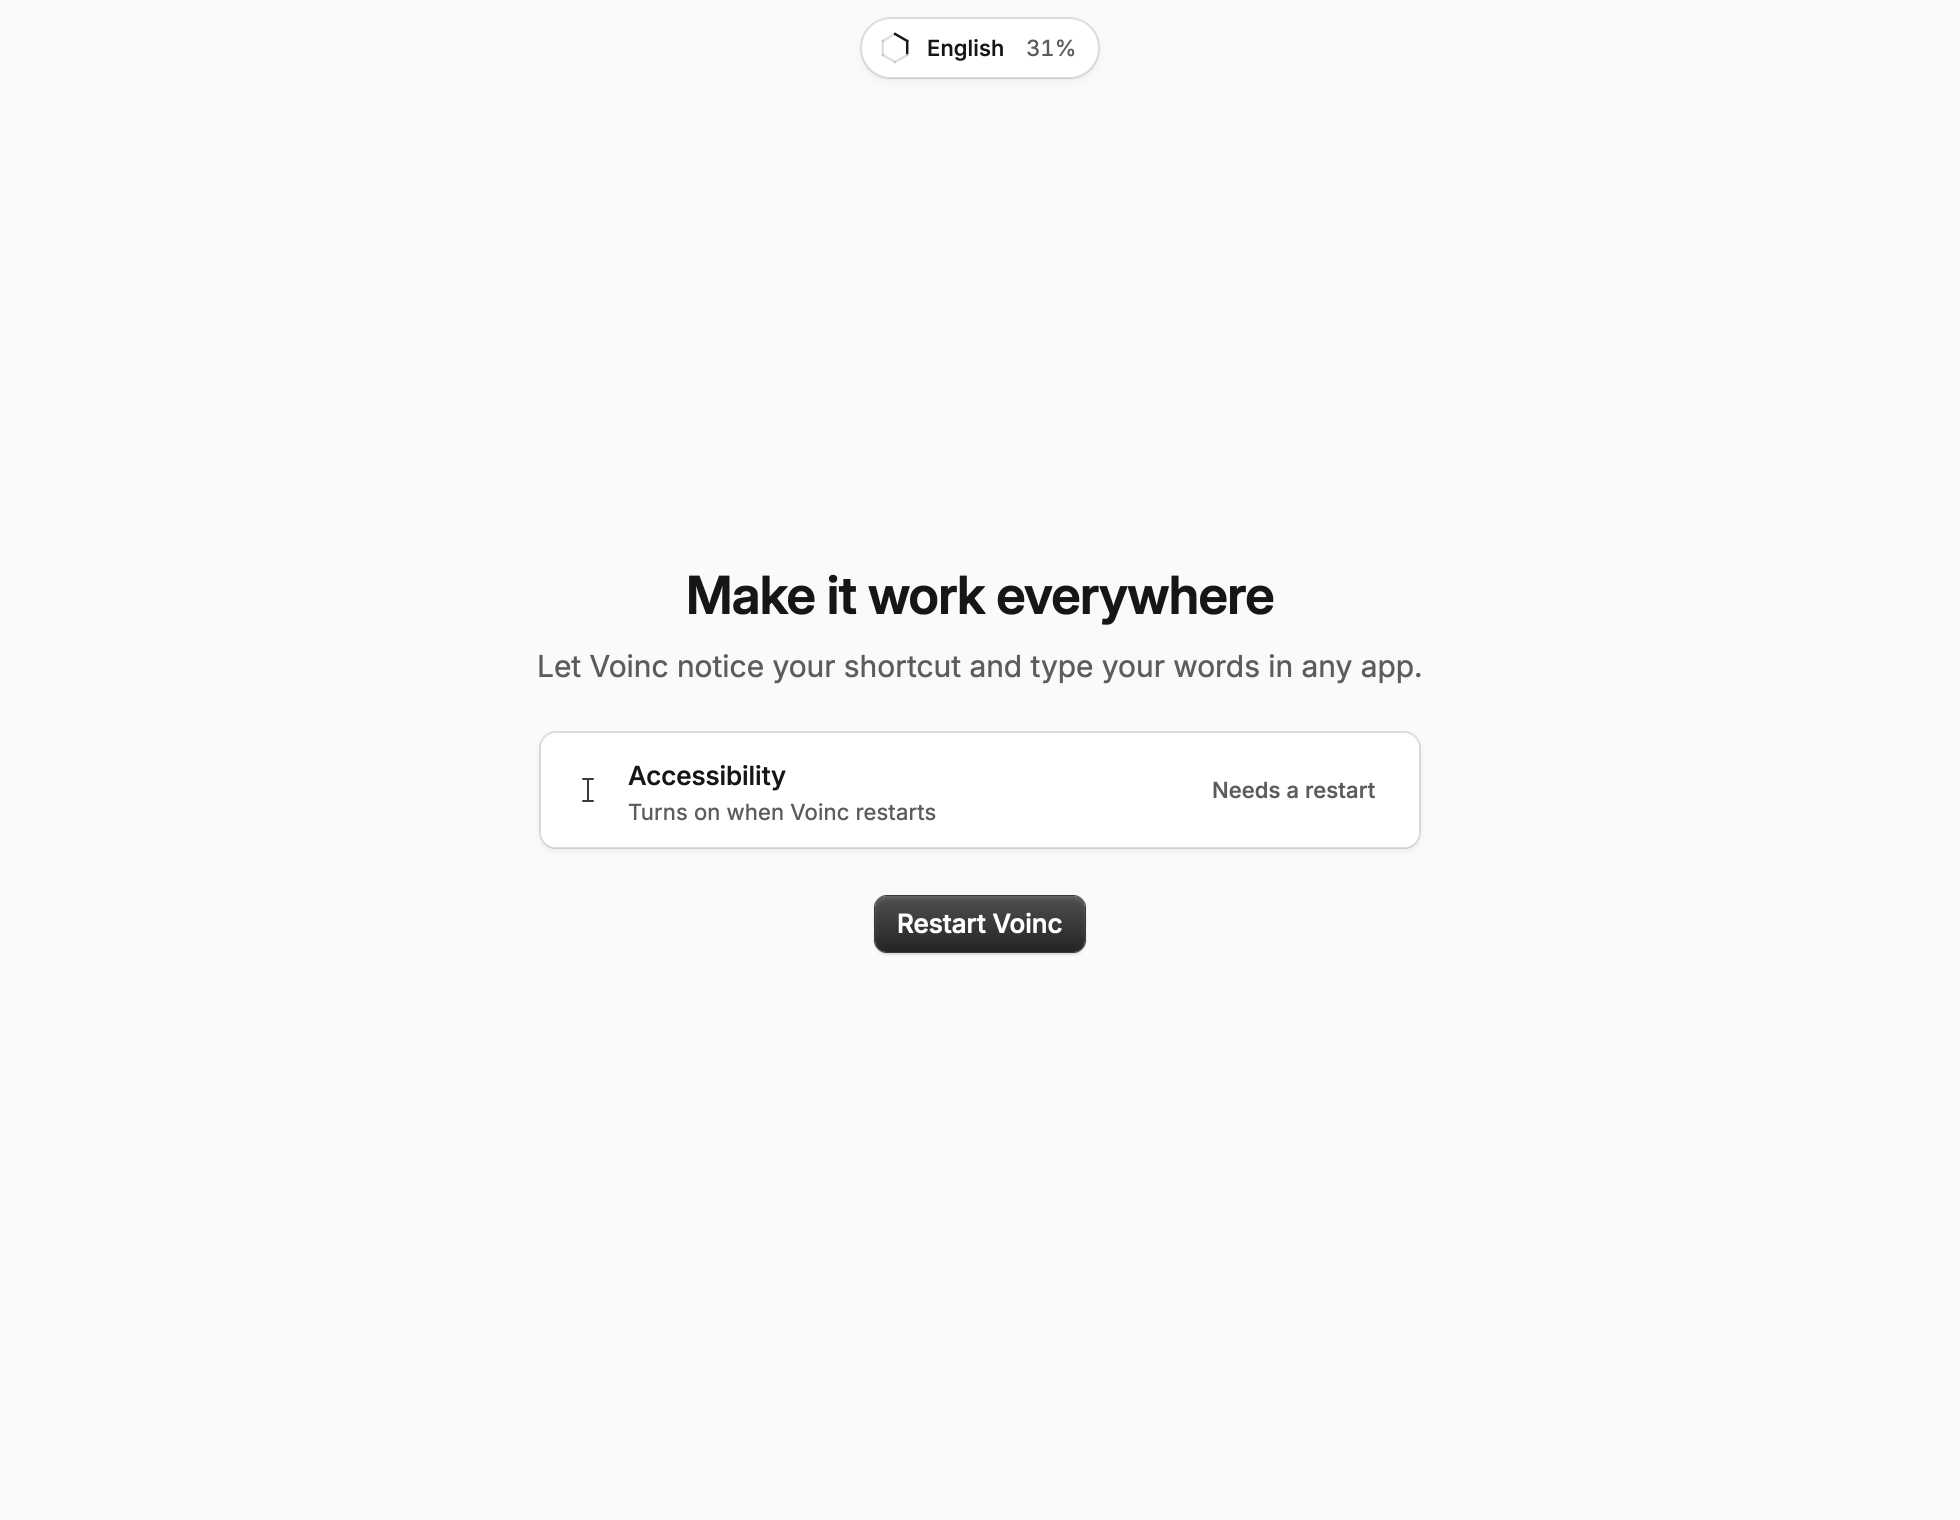 English 31%
Make it work everywhere
Let Voinc notice your shortcut and type your words in any app.
Accessibility
Turns on when Voinc restarts
Needs a restart
Restart Voinc